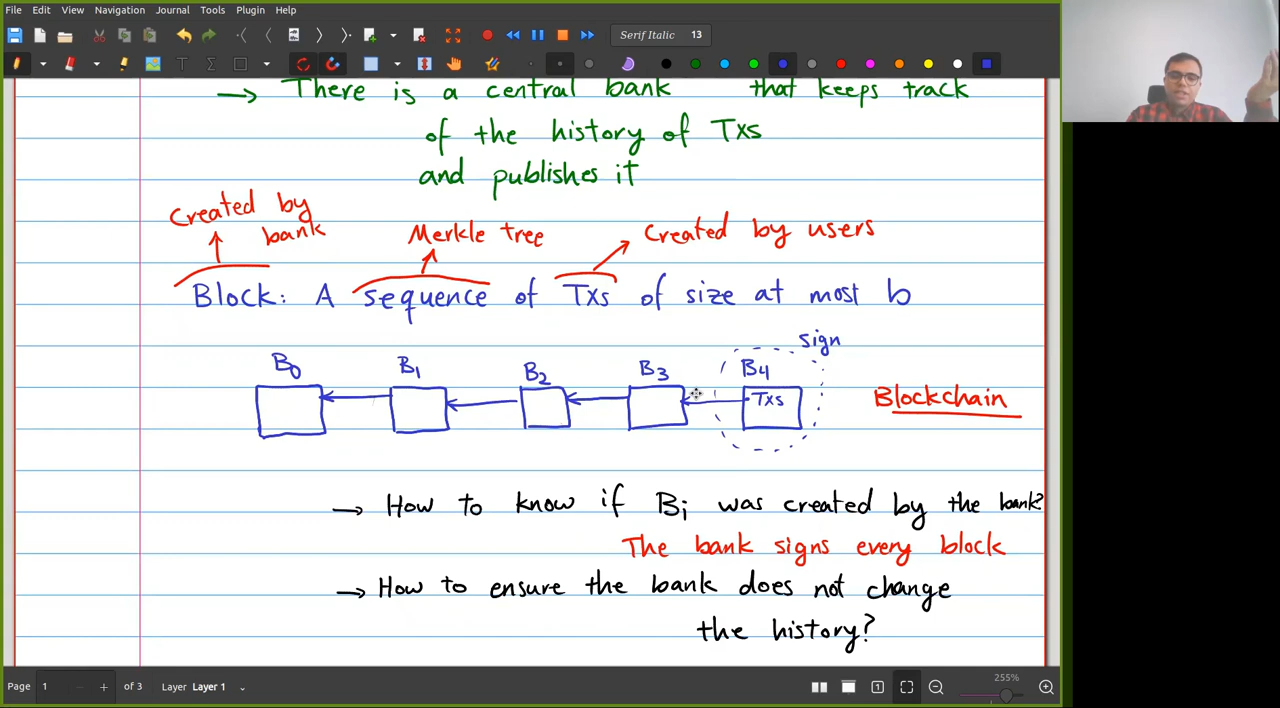 File Edit View Navigation Journal Tools Plugin Help
Serif Italic 13
→ There is a central bank that keeps track
of the history of Txs
and publishes it
Created by bank
Merkle tree
Created by users
Block: A sequence of Txs of size at most b
sign
B0 B1 B2 B3 B4
Txs
Blockchain
→ How to know if Bi was created by the bank?
The bank signs every block
→ How to ensure the bank does not change
the history?
Page 1 of 3 Layer Layer 1 255%